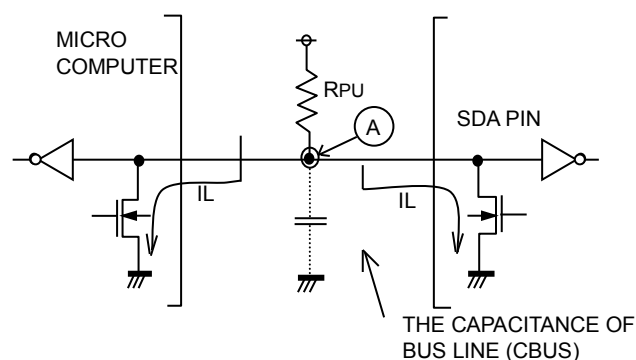 MICRO
COMPUTER
RPU
A
SDA PIN
IL
IL
THE CAPACITANCE OF
BUS LINE (CBUS)